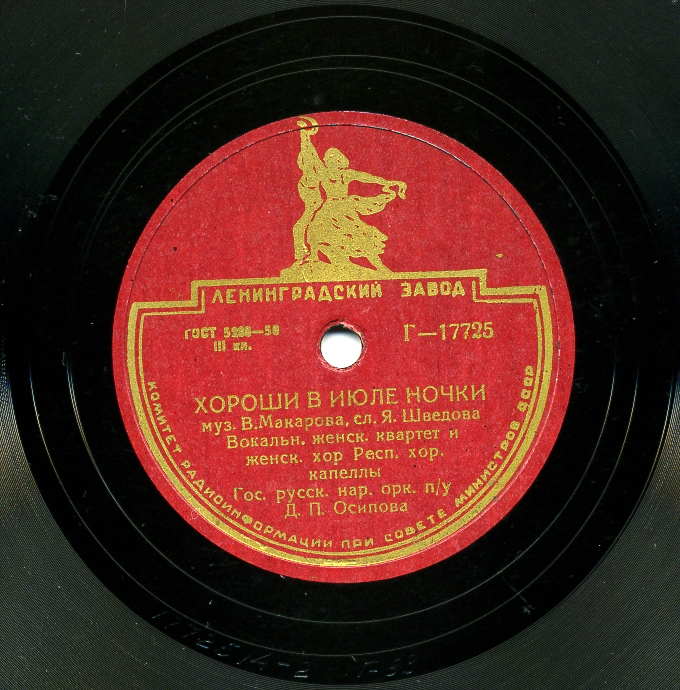 ЛЕНИНГРАДСКИЙ ЗАВОД
ГОСТ 5289—50
III кл.
Г—17725
ХОРОШИ В ИЮЛЕ НОЧКИ
муз. В. Макарова, сл. Я. Шведова
Вокальн. женск. квартет и
женск. хор Респ. хор.
капеллы
Гос. русск. нар. орк. п/у
Д. П. Осипова
КОМИТЕТ РАДИОИНФОРМАЦИИ ПРИ СОВЕТЕ МИНИСТРОВ СССР